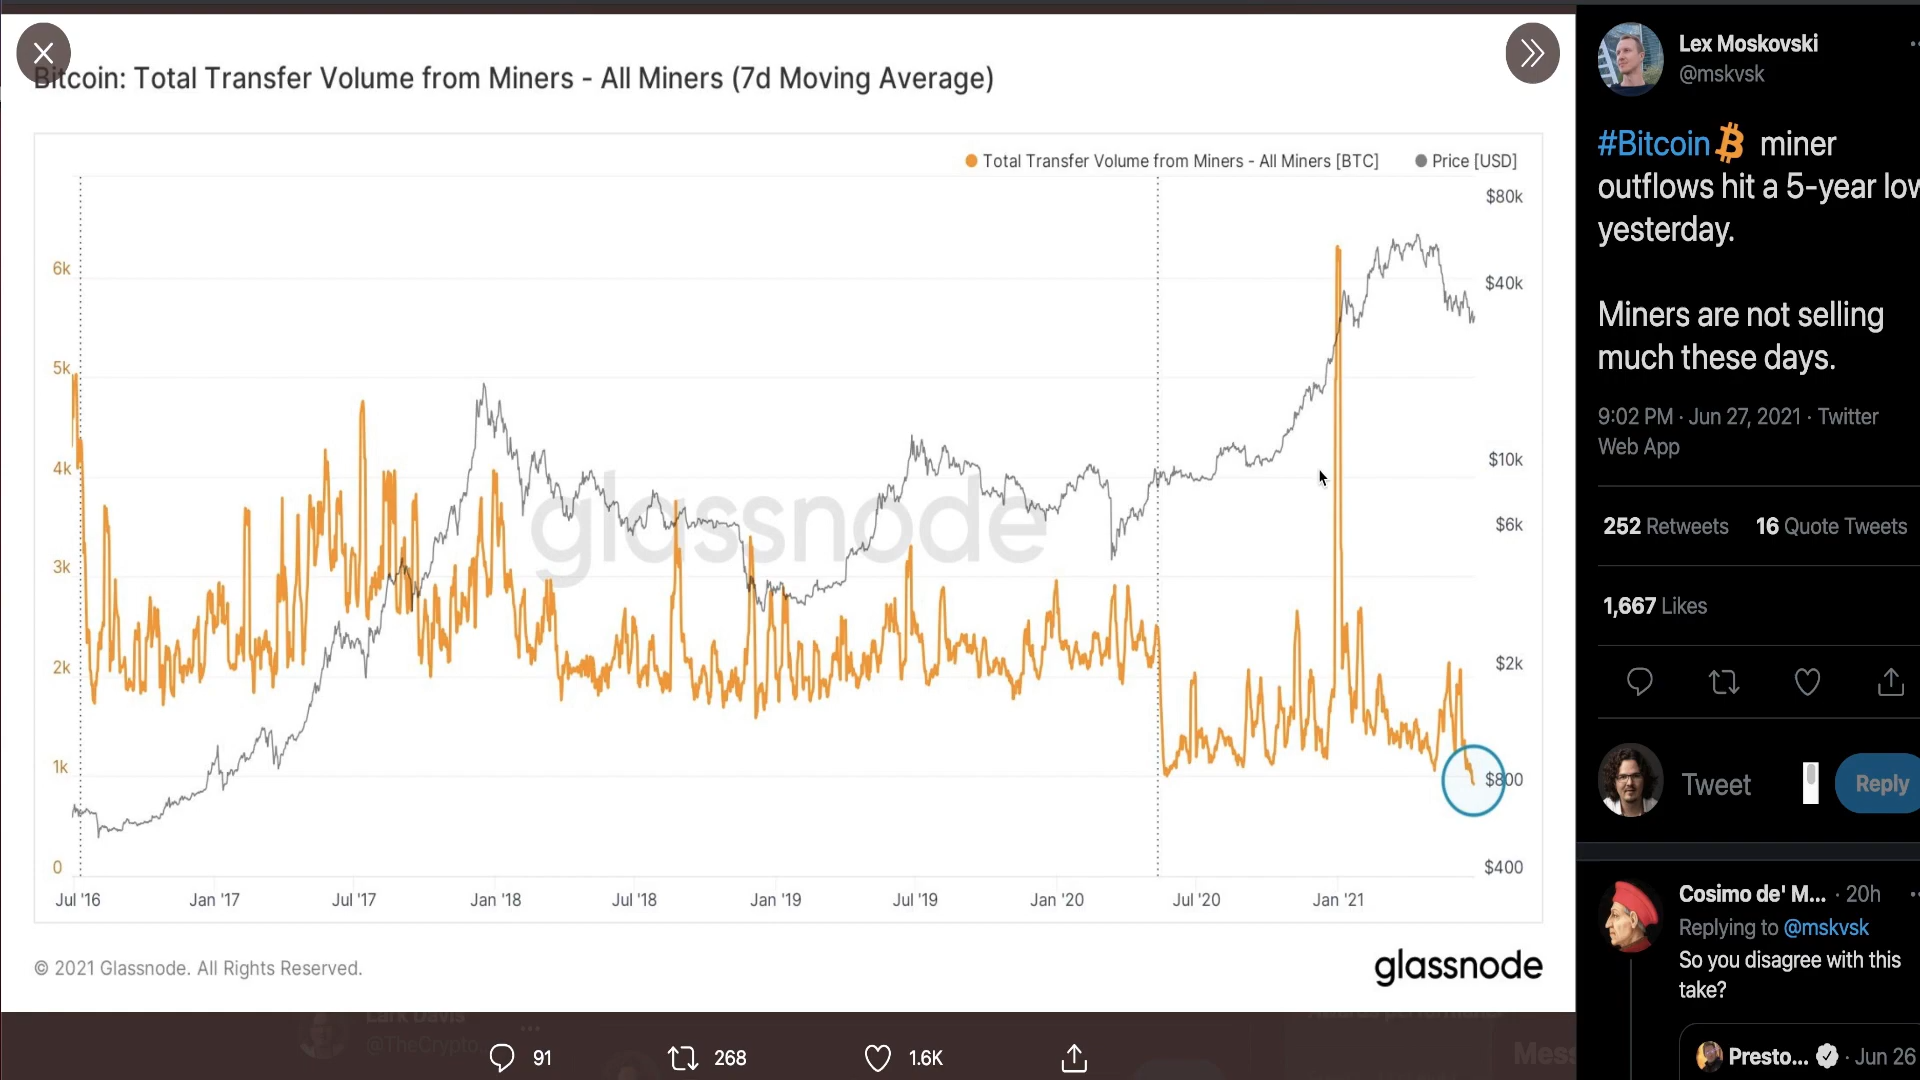 Bitcoin: Total Transfer Volume from Miners - All Miners (7d Moving Average)
Total Transfer Volume from Miners - All Miners [BTC]
Price [USD]
6k
5k
4k
3k
2k
1k
0
$80k
$40k
$10k
$6k
$2k
$800
$400
glassnode
Jul '16
Jan '17
Jul '17
Jan '18
Jul '18
Jan '19
Jul '19
Jan '20
Jul '20
Jan '21
© 2021 Glassnode. All Rights Reserved.
glassnode
Lark Davis
@TheCrypto
91
268
1.6K
Lex Moskovski
@mskvsk
#Bitcoin miner
outflows hit a 5-year low
yesterday.
Miners are not selling
much these days.
9:02 PM · Jun 27, 2021 · Twitter
Web App
252 Retweets 16 Quote Tweets
1,667 Likes
Tweet
Reply
Cosimo de' M... · 20h
Replying to @mskvsk
So you disagree with this
take?
Presto... · Jun 26